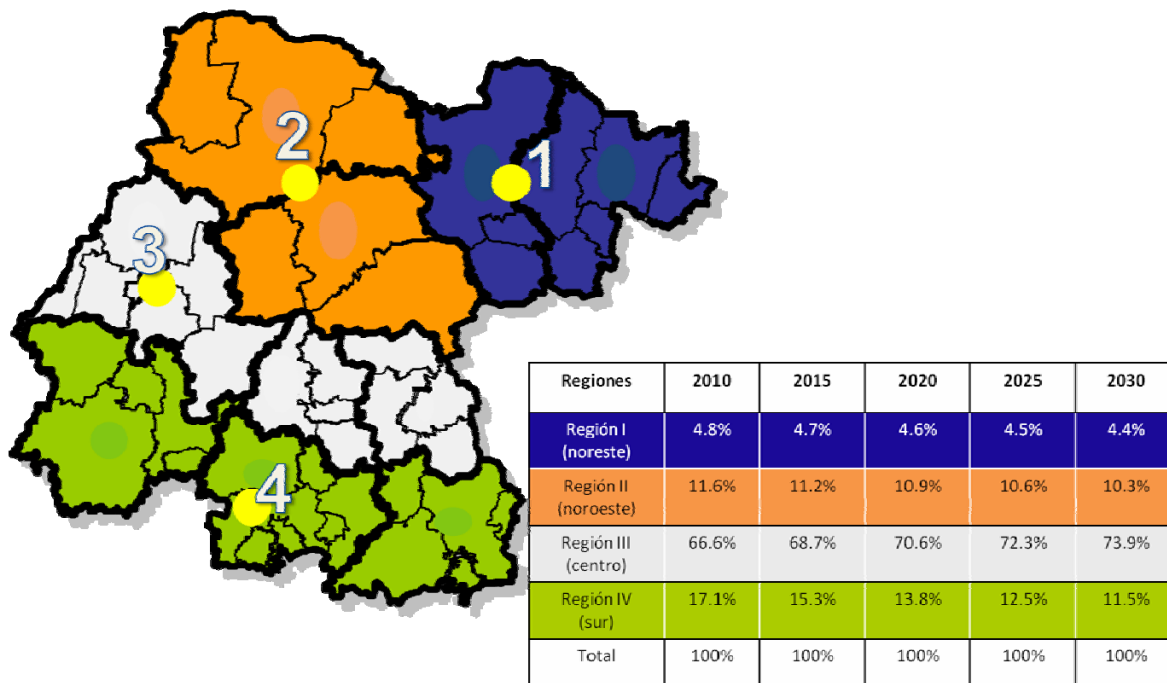 2
1
3
4
Regiones 2010 2015 2020 2025 2030
Región I 4.8% 4.7% 4.6% 4.5% 4.4%
(noreste)
Región II 11.6% 11.2% 10.9% 10.6% 10.3%
(noroeste)
Región III 66.6% 68.7% 70.6% 72.3% 73.9%
(centro)
Región IV 17.1% 15.3% 13.8% 12.5% 11.5%
(sur)
Total 100% 100% 100% 100% 100%